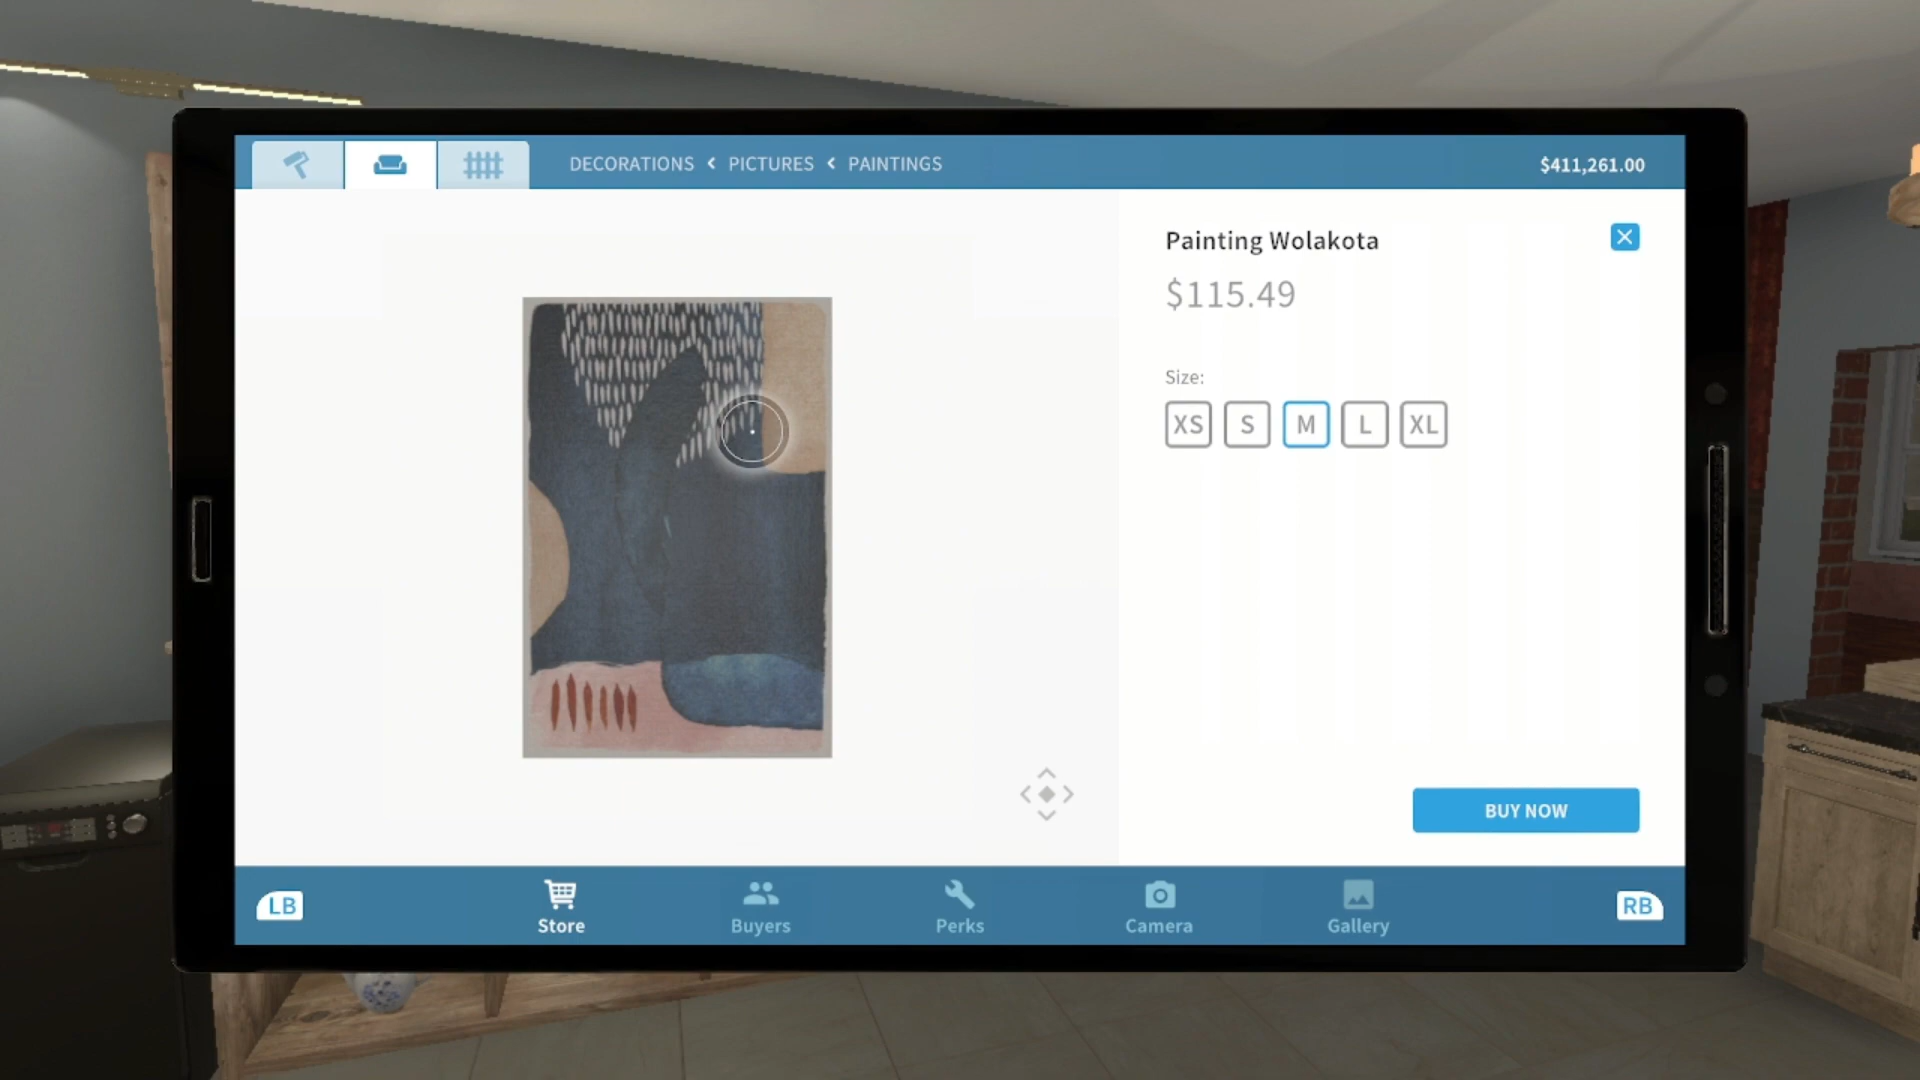 DECORATIONS < PICTURES < PAINTINGS
$411,261.00
Painting Wolakota
$115.49
Size:
XS S M L XL
BUY NOW
LB
Store
Buyers
Perks
Camera
Gallery
RB